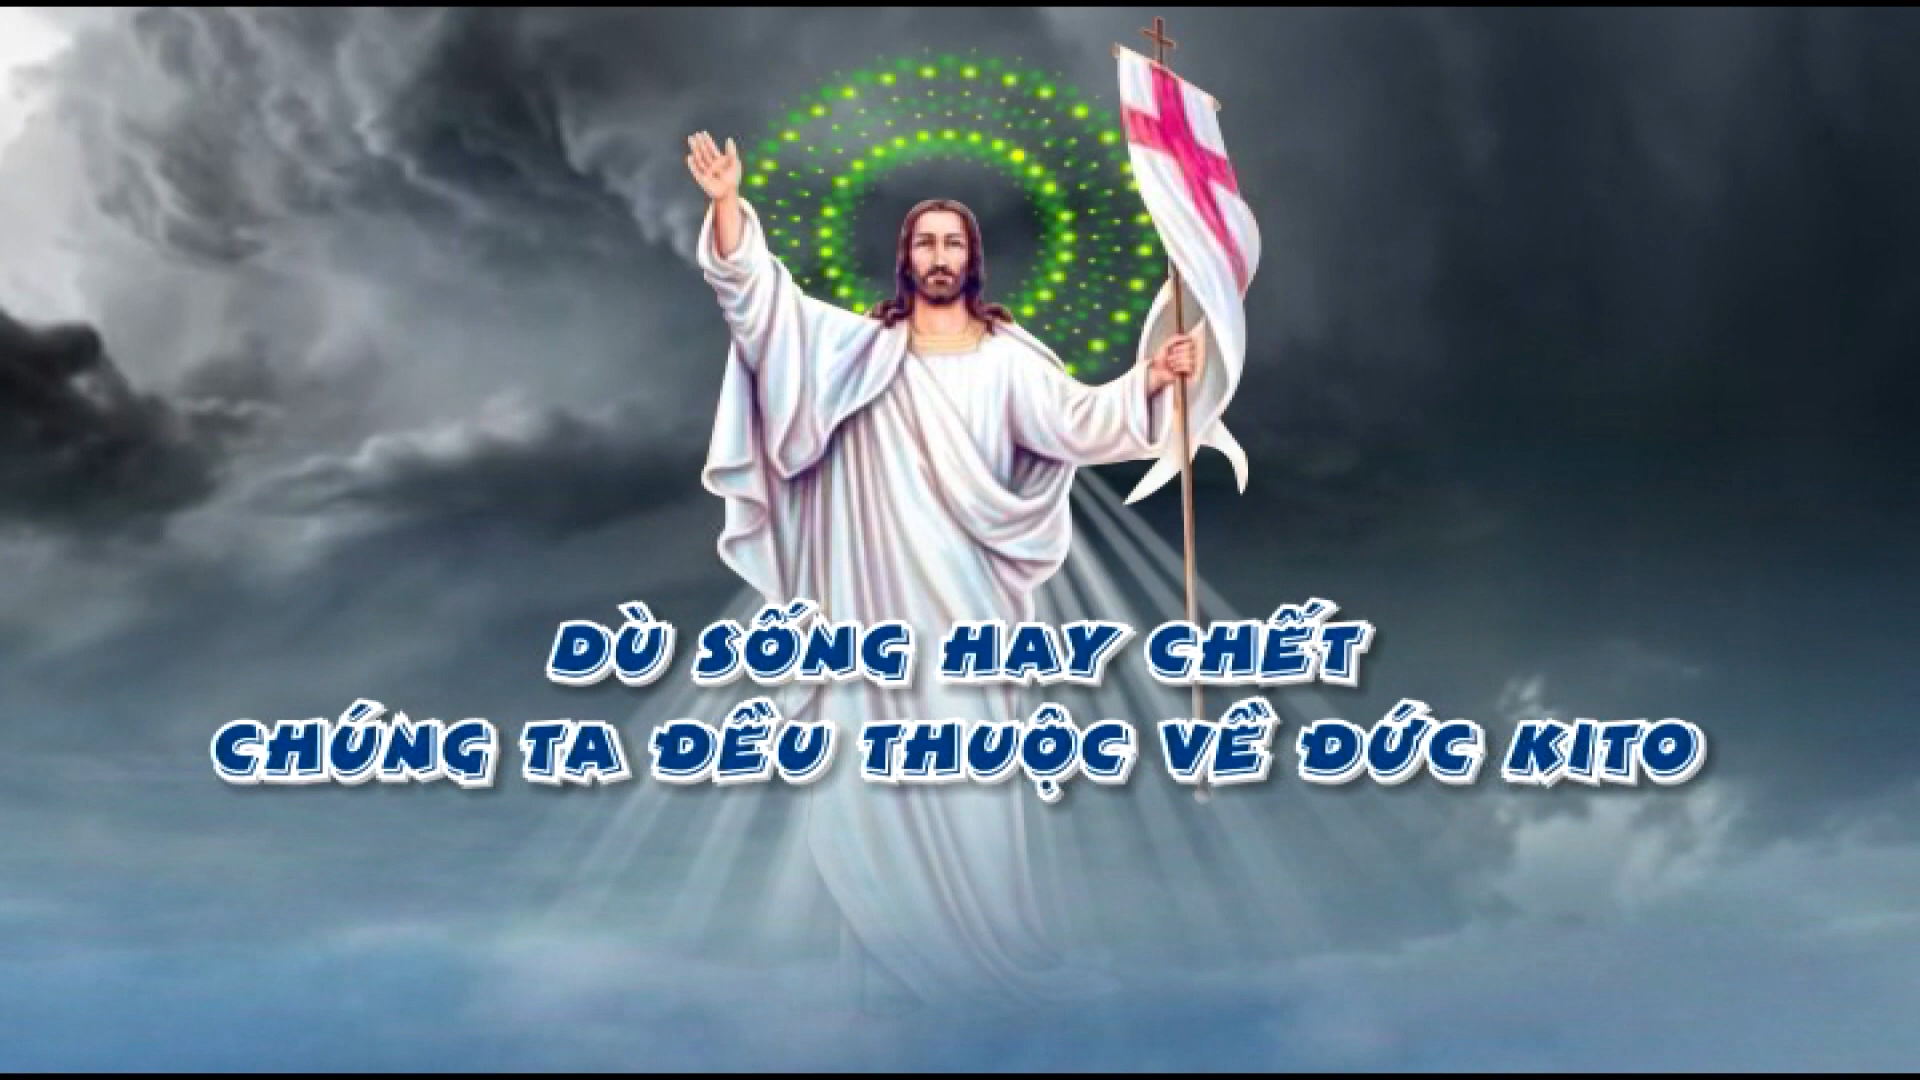 DÙ SỐNG HAY CHẾT
CHÚNG TA ĐỀU THUỘC VỀ ĐỨC KITO